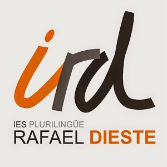 ird
IES PLURILINGÜE
RAFAEL DIESTE